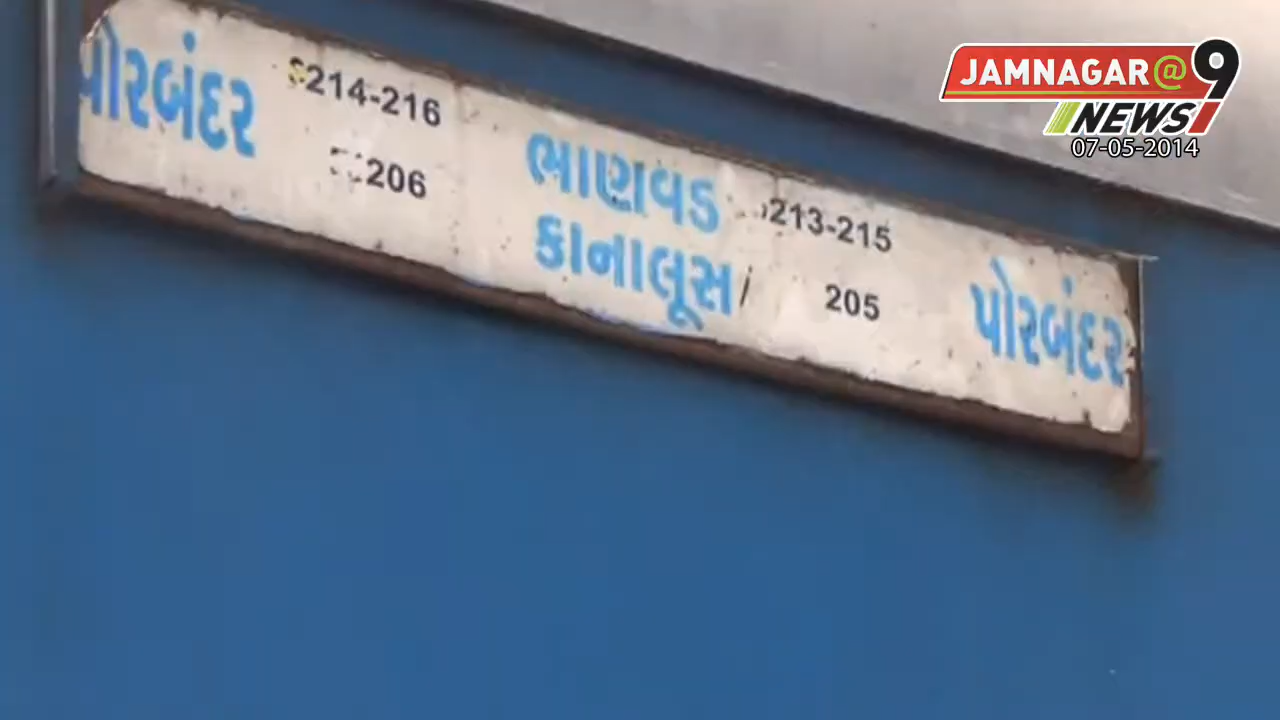 પોરબંદર
214-216
206
ભાણવડ
કાનાલૂસ/
213-215
205
પોરબંદર
JAMNAGAR@9
NEWS
07-05-2014